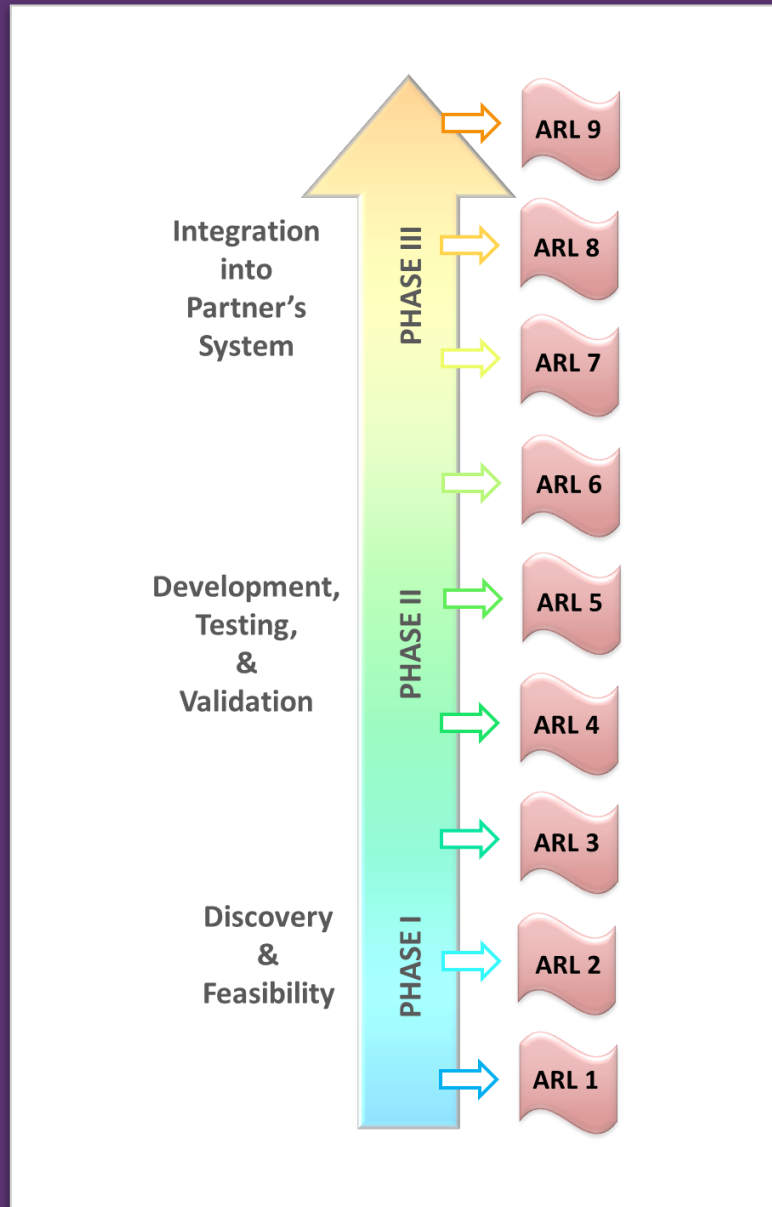 ARL 9
Integration
into
Partner's
System
PHASE III
ARL 8
ARL 7
ARL 6
Development,
Testing,
&
Validation
PHASE II
ARL 5
ARL 4
ARL 3
Discovery
&
Feasibility
PHASE I
ARL 2
ARL 1